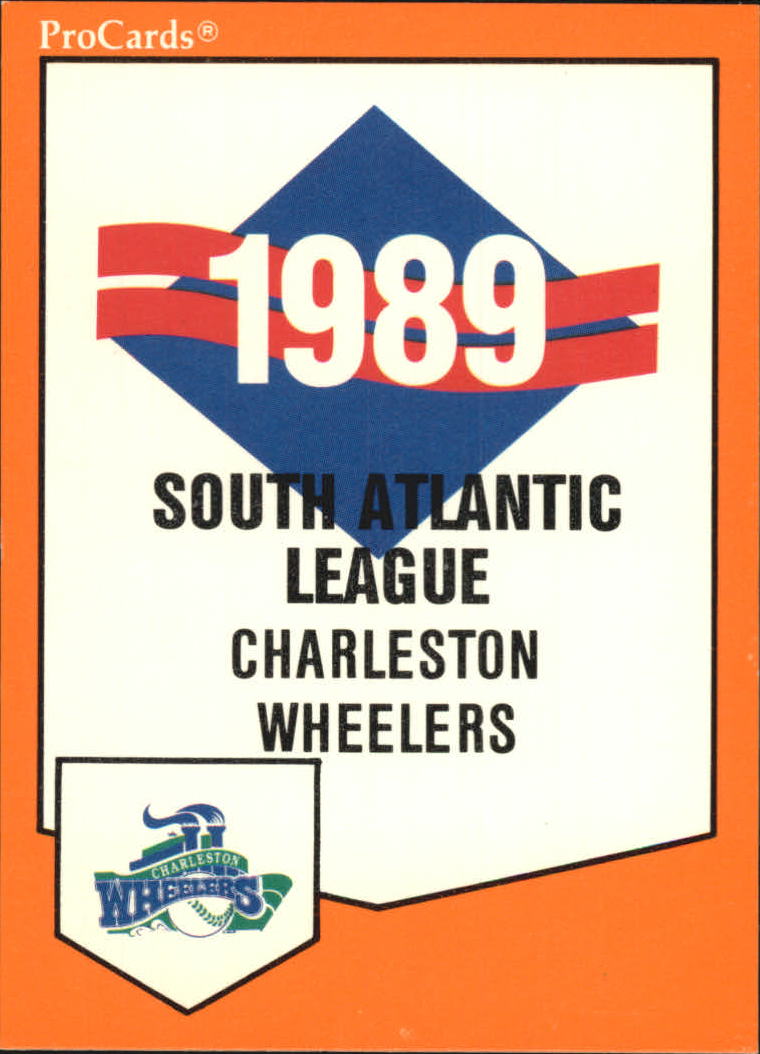 ProCards®
1989
SOUTH ATLANTIC
LEAGUE
CHARLESTON
WHEELERS
CHARLESTON
WHEELERS